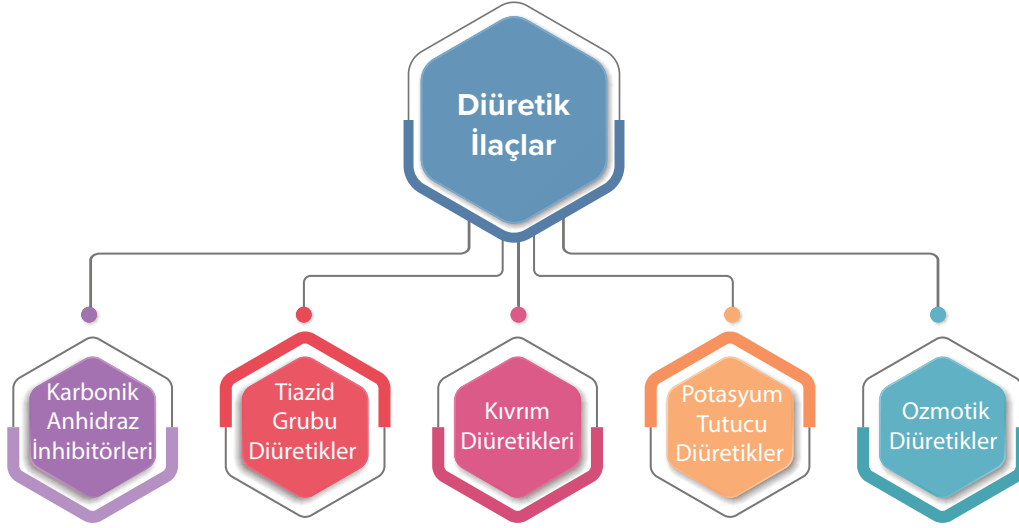 Diüretik
İlaçlar
Karbonik
Anhidraz
İnhibitörleri
Tiazid
Grubu
Diüretikler
Kıvrım
Diüretikleri
Potasyum
Tutucu
Diüretikler
Ozmotik
Diüretikler